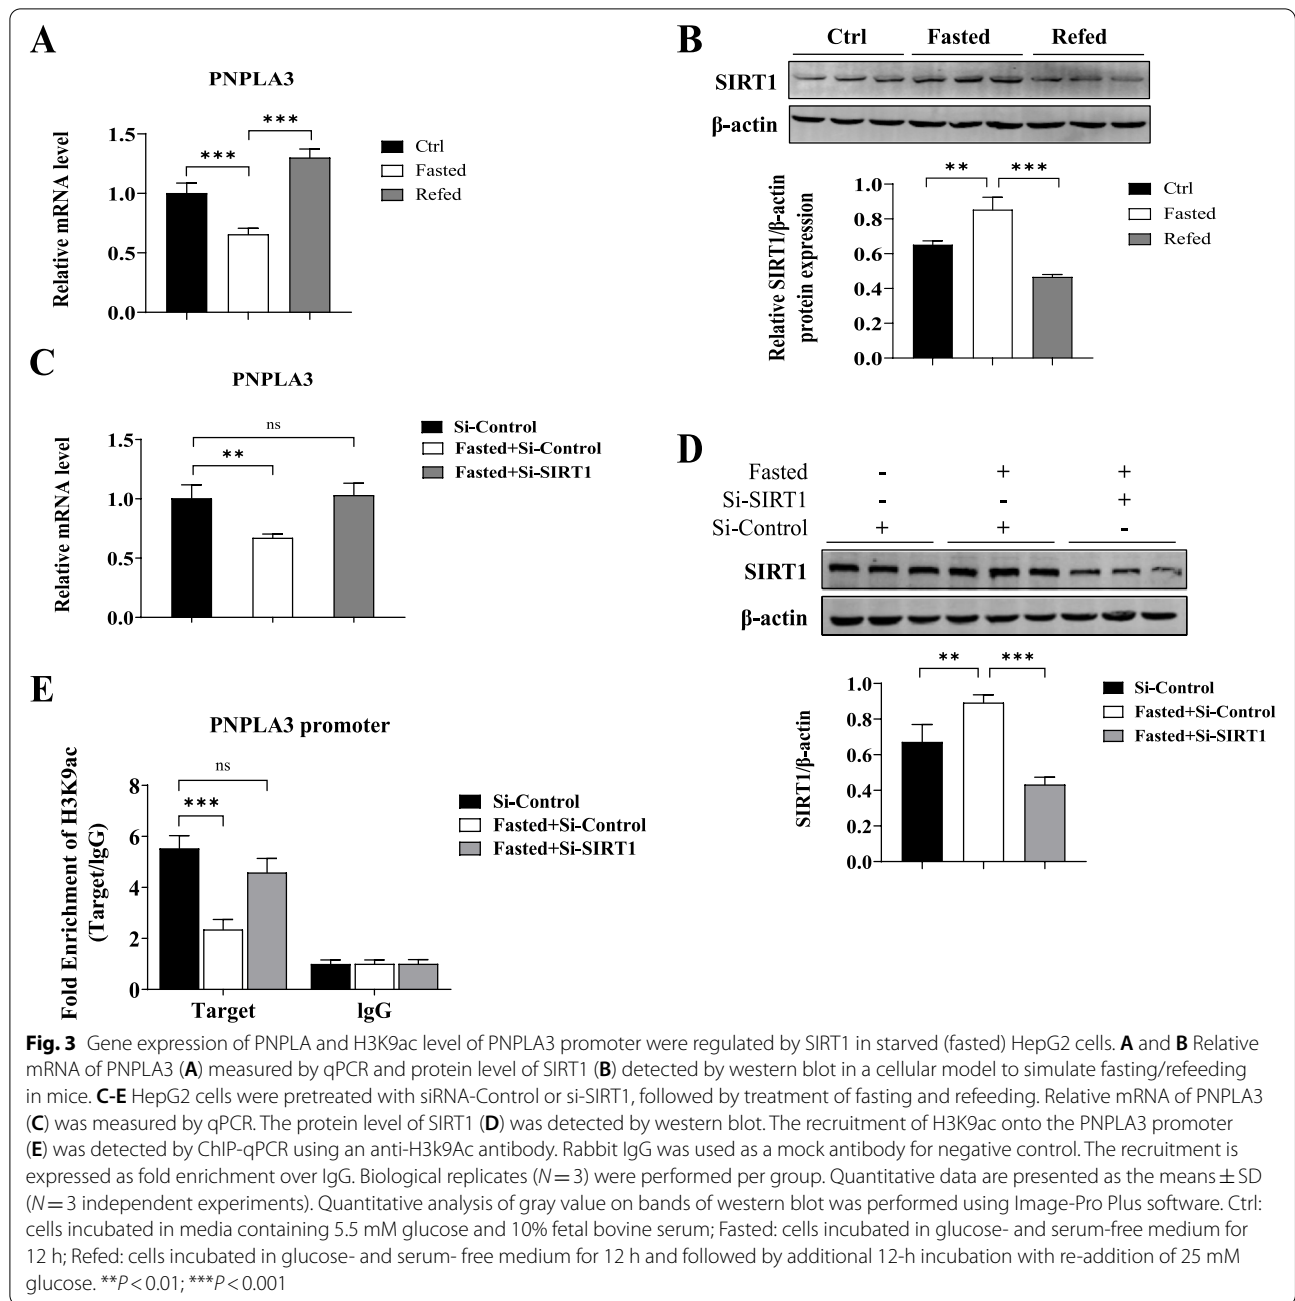 A
PNPLA3
Relative mRNA level
1.5
1.0
0.5
0.0
***
***
Ctrl
Fasted
Refed
B
Ctrl Fasted Refed
SIRT1
β-actin
Relative SIRT1/β-actin
protein expression
1.0
0.8
0.6
0.4
0.2
0.0
** ***
Ctrl
Fasted
Refed
C
PNPLA3
Relative mRNA level
1.5
1.0
0.5
0.0
ns
**
Si-Control
Fasted+Si-Control
Fasted+Si-SIRT1
D
Fasted - + +
Si-SIRT1 - - +
Si-Control + + -
SIRT1
β-actin
SIRT1/β-actin
1.0
0.8
0.6
0.4
0.2
0.0
** ***
Si-Control
Fasted+Si-Control
Fasted+Si-SIRT1
E
PNPLA3 promoter
Fold Enrichment of H3K9ac
(Target/IgG)
8
6
4
2
0
ns
***
Target IgG
Si-Control
Fasted+Si-Control
Fasted+Si-SIRT1
Fig. 3 Gene expression of PNPLA and H3K9ac level of PNPLA3 promoter were regulated by SIRT1 in starved (fasted) HepG2 cells. A and B Relative
mRNA of PNPLA3 (A) measured by qPCR and protein level of SIRT1 (B) detected by western blot in a cellular model to simulate fasting/refeeding
in mice. C-E HepG2 cells were pretreated with siRNA-Control or si-SIRT1, followed by treatment of fasting and refeeding. Relative mRNA of PNPLA3
(C) was measured by qPCR. The protein level of SIRT1 (D) was detected by western blot. The recruitment of H3K9ac onto the PNPLA3 promoter
(E) was detected by ChIP-qPCR using an anti-H3k9Ac antibody. Rabbit IgG was used as a mock antibody for negative control. The recruitment is
expressed as fold enrichment over IgG. Biological replicates (N = 3) were performed per group. Quantitative data are presented as the means ± SD
(N = 3 independent experiments). Quantitative analysis of gray value on bands of western blot was performed using Image-Pro Plus software. Ctrl:
cells incubated in media containing 5.5 mM glucose and 10% fetal bovine serum; Fasted: cells incubated in glucose- and serum-free medium for
12 h; Refed: cells incubated in glucose- and serum- free medium for 12 h and followed by additional 12-h incubation with re-addition of 25 mM
glucose. **P < 0.01; ***P < 0.001